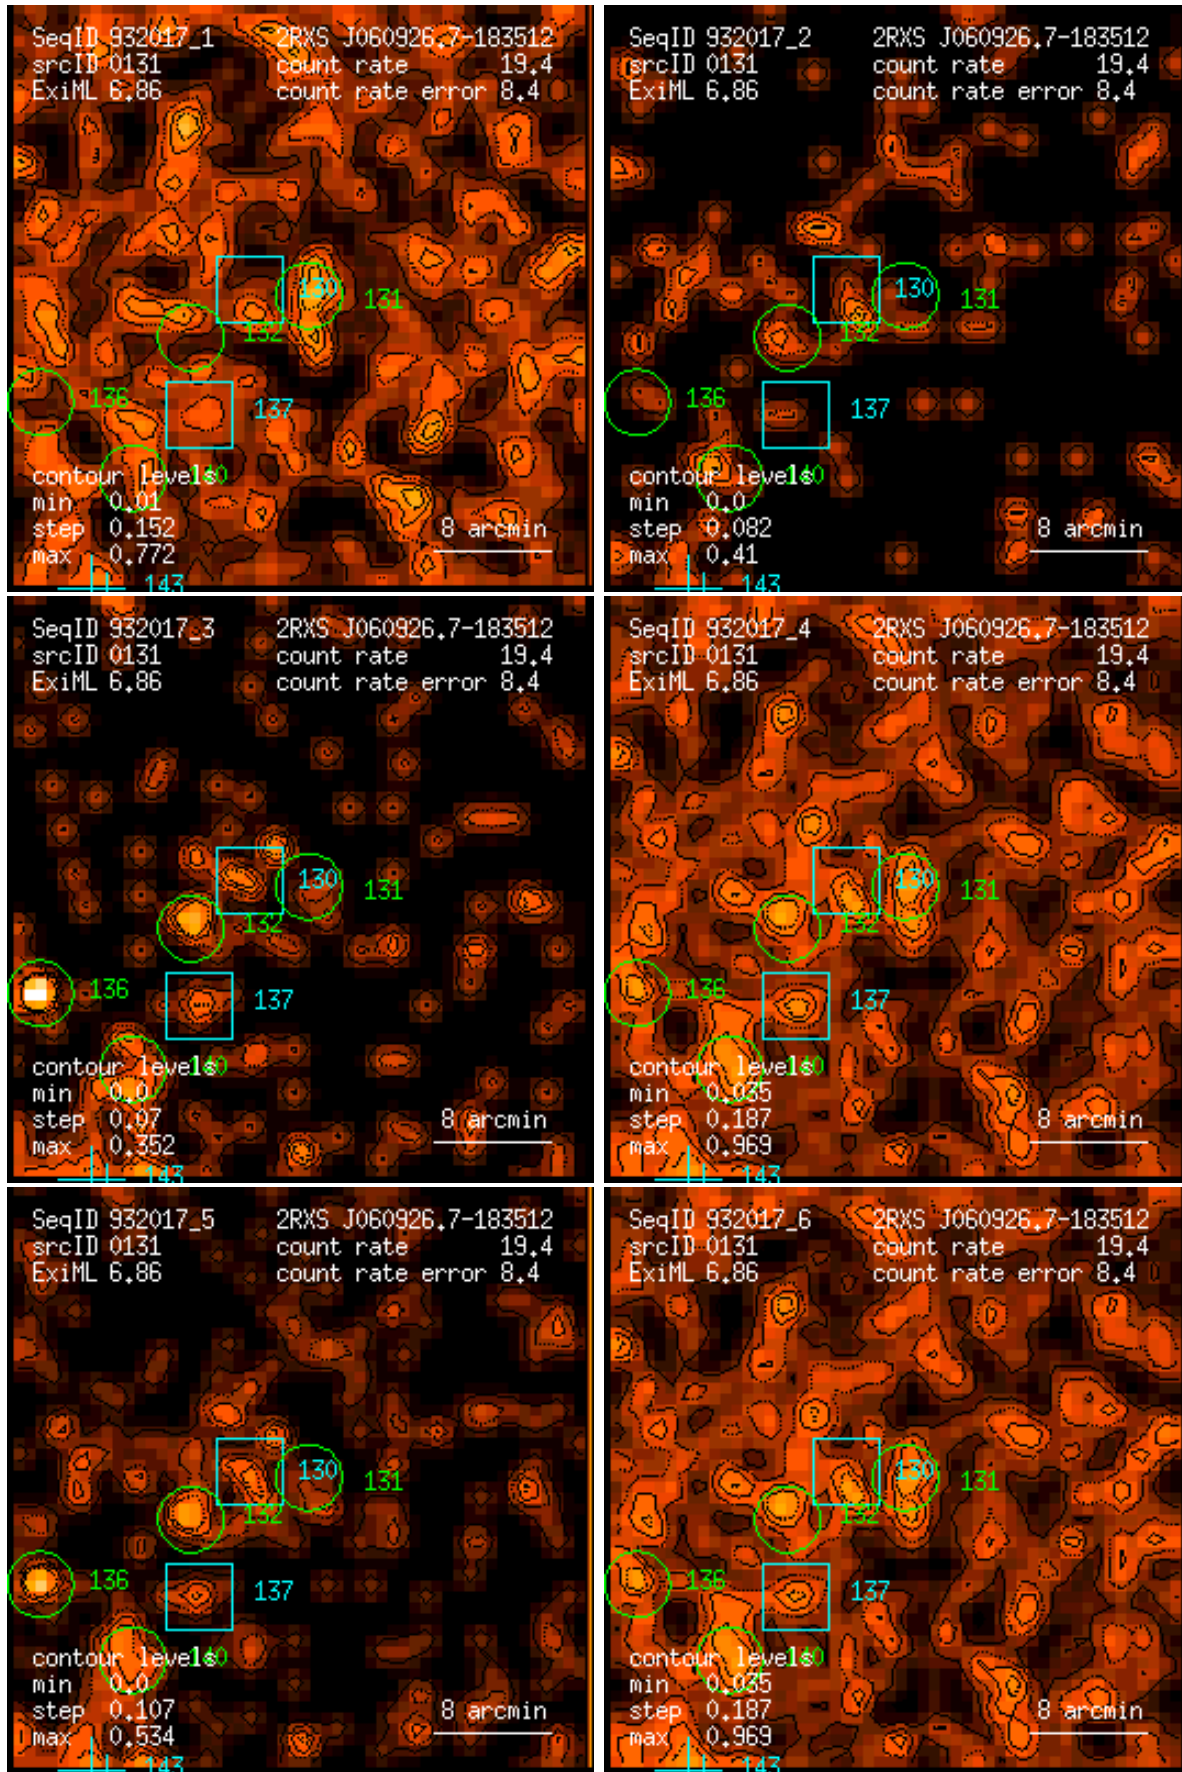 SeqID 932017_1 2RXS J060926.7-183512
srcID 0131 count rate 19.4
ExiML 6.86 count rate error 8.4
130
131
132
136
137
140
contour levels
min 0.01
step 0.152 8 arcmin
max 0.772
143
SeqID 932017_2 2RXS J060926.7-183512
srcID 0131 count rate 19.4
ExiML 6.86 count rate error 8.4
130
131
132
136
137
140
contour levels
min 0.0
step 0.082 8 arcmin
max 0.41
143
SeqID 932017_3 2RXS J060926.7-183512
srcID 0131 count rate 19.4
ExiML 6.86 count rate error 8.4
130
131
132
136
137
140
contour levels
min 0.0
step 0.07 8 arcmin
max 0.352
143
SeqID 932017_4 2RXS J060926.7-183512
srcID 0131 count rate 19.4
ExiML 6.86 count rate error 8.4
130
131
132
136
137
140
contour levels
min 0.035
step 0.187 8 arcmin
max 0.969
143
SeqID 932017_5 2RXS J060926.7-183512
srcID 0131 count rate 19.4
ExiML 6.86 count rate error 8.4
130
131
132
136
137
140
contour levels
min 0.0
step 0.107 8 arcmin
max 0.534
143
SeqID 932017_6 2RXS J060926.7-183512
srcID 0131 count rate 19.4
ExiML 6.86 count rate error 8.4
130
131
132
136
137
140
contour levels
min 0.035
step 0.187 8 arcmin
max 0.969
143